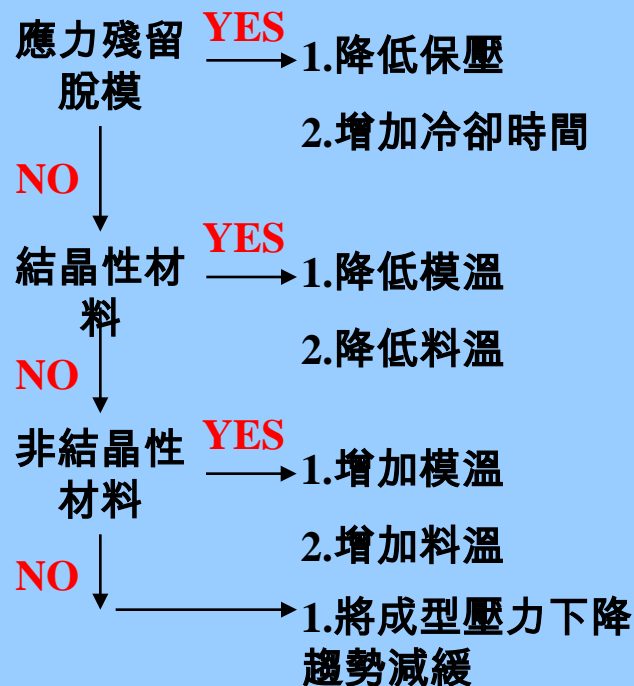 應力殘留
脫模
YES
1.降低保壓
2.增加冷卻時間
NO
結晶性材
料
YES
1.降低模溫
2.降低料溫
NO
非結晶性
材料
YES
1.增加模溫
2.增加料溫
NO
1.將成型壓力下降
趨勢減緩